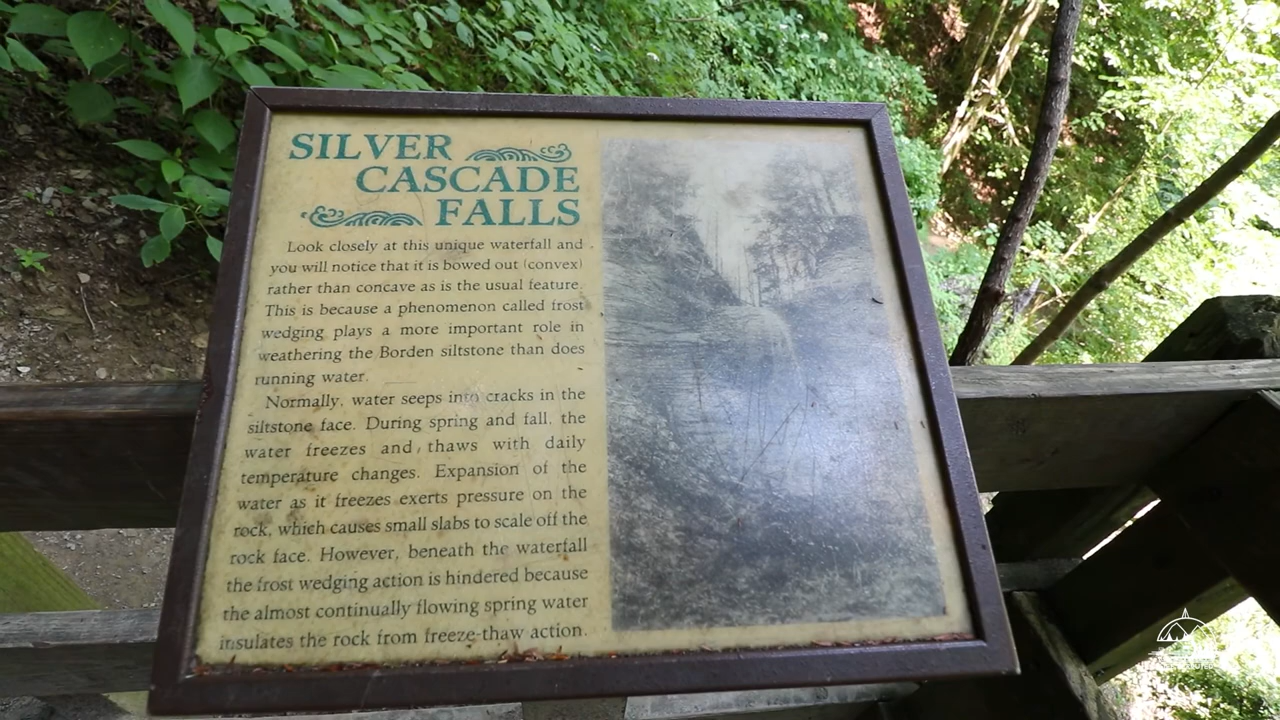 SILVER
CASCADE
FALLS
Look closely at this unique waterfall and
you will notice that it is bowed out (convex)
rather than concave as is the usual feature.
This is because a phenomenon called frost
wedging plays a more important role in
weathering the Borden siltstone than does
running water.
Normally, water seeps into cracks in the
siltstone face. During spring and fall, the
water freezes and thaws with daily
temperature changes. Expansion of the
water as it freezes exerts pressure on the
rock, which causes small slabs to scale off the
rock face. However, beneath the waterfall
the frost wedging action is hindered because
the almost continually flowing spring water
insulates the rock from freeze-thaw action.